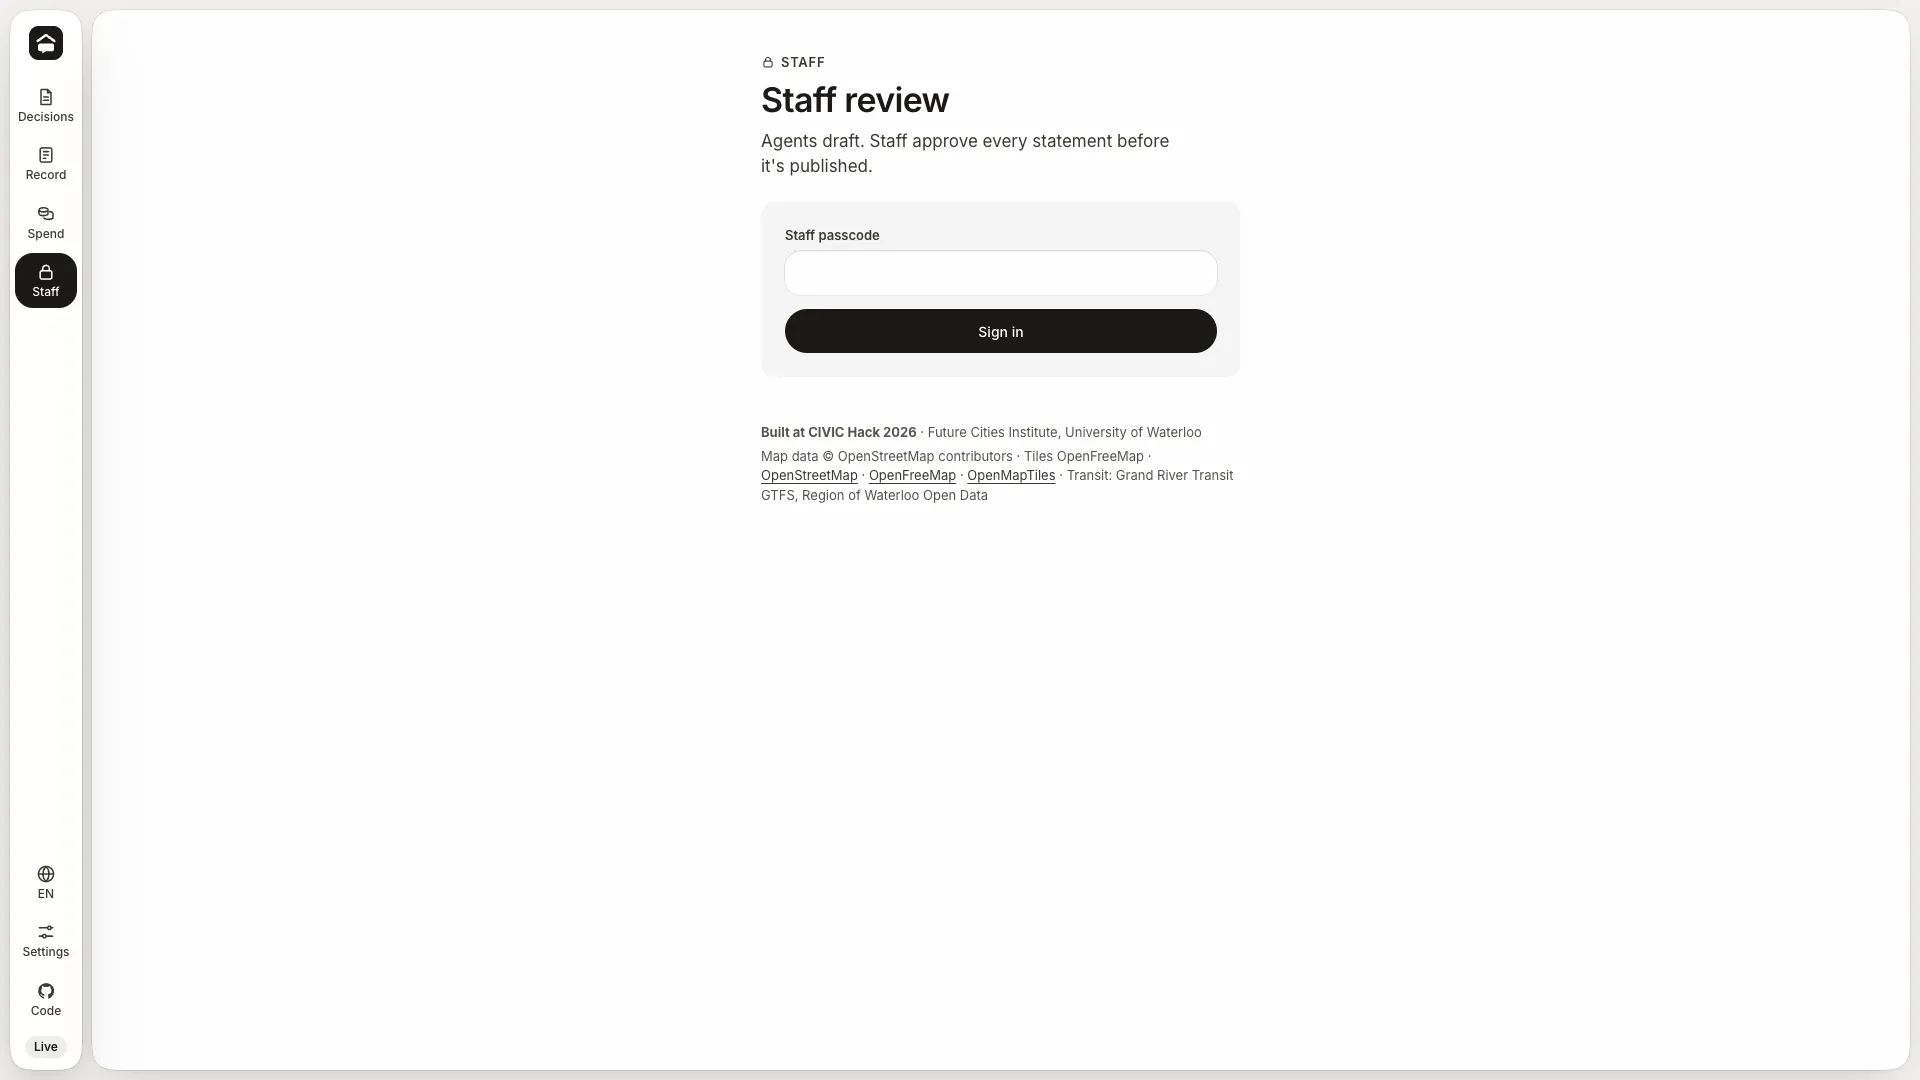 Decisions
Record
Spend
Staff
EN
Settings
Code
Live
STAFF
Staff review
Agents draft. Staff approve every statement before
it's published.
Staff passcode
Sign in
Built at CIVIC Hack 2026 · Future Cities Institute, University of Waterloo
Map data © OpenStreetMap contributors · Tiles OpenFreeMap ·
OpenStreetMap · OpenFreeMap · OpenMapTiles · Transit: Grand River Transit
GTFS, Region of Waterloo Open Data